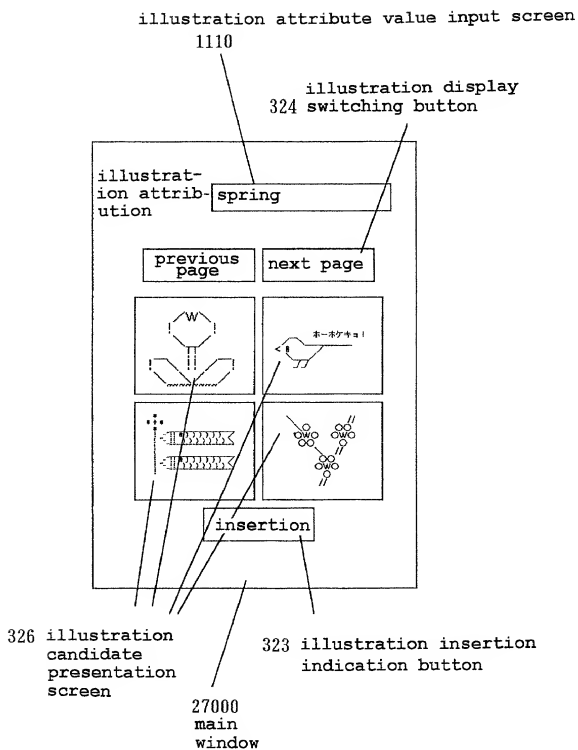 illustration attribute value input screen
1110
illustration display
324 switching button
illustrat-
ion attrib-
ution
spring
previous
page
next page
ホーホケキョ!
insertion
326 illustration
candidate
presentation
screen
323 illustration insertion
indication button
27000
main
window